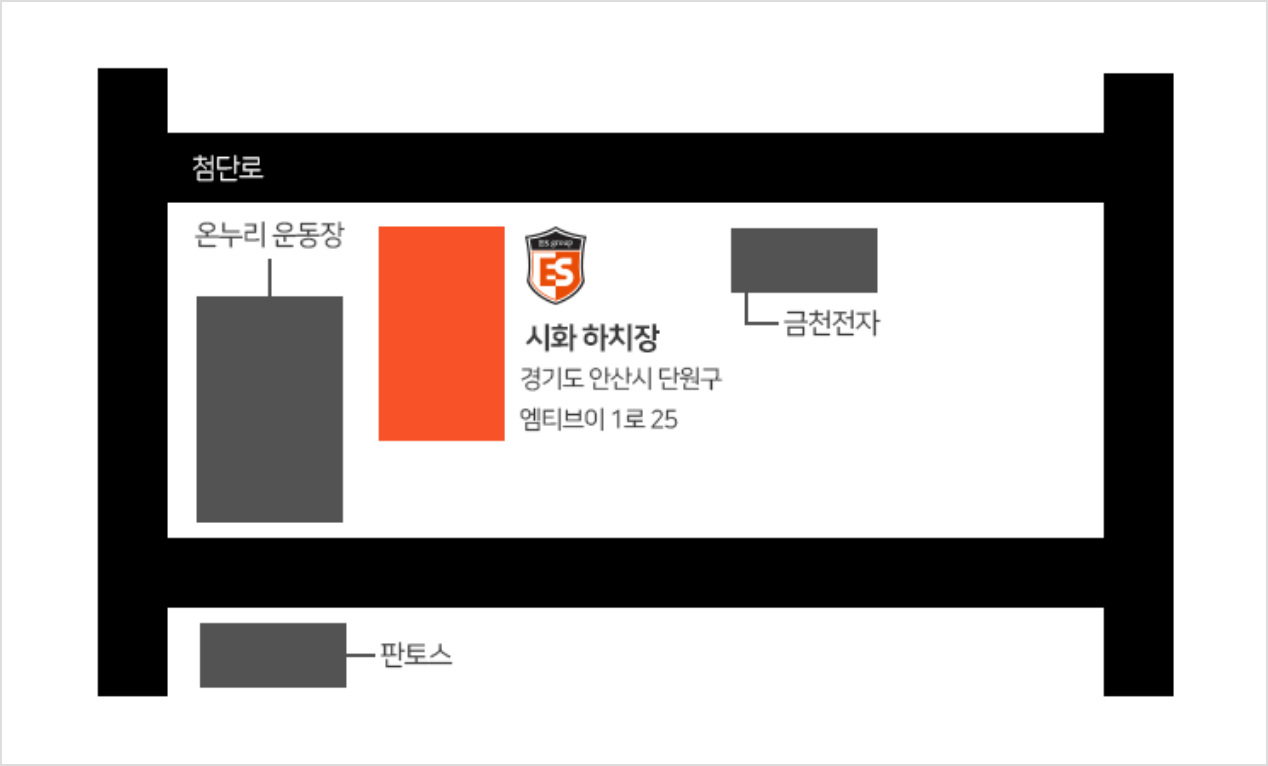 첨단로
온누리 운동장
ES group
ES
시화 하치장
경기도 안산시 단원구
엠티브이 1로 25
금천전자
판토스